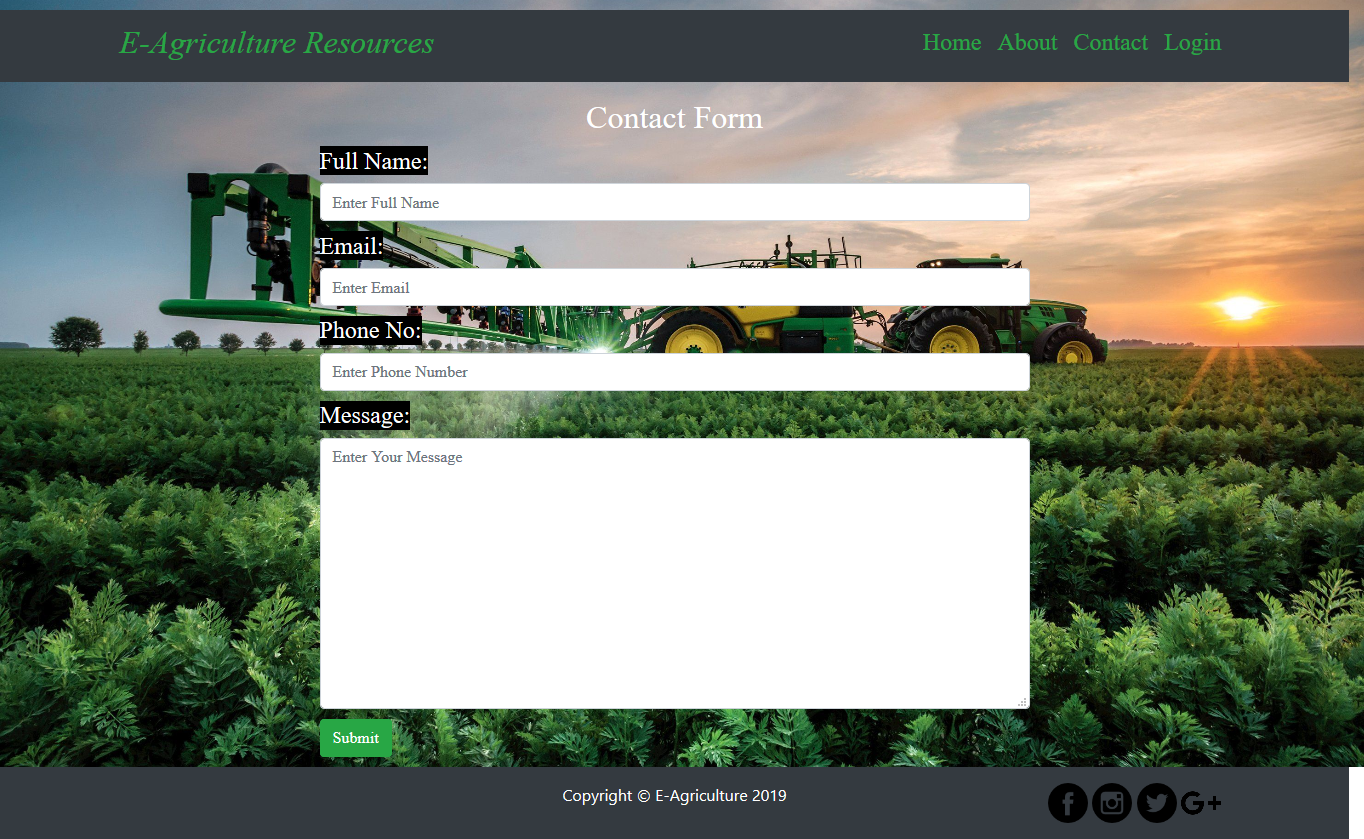 E-Agriculture Resources
Home About Contact Login
Contact Form
Full Name:
Enter Full Name
Email:
Enter Email
Phone No:
Enter Phone Number
Message:
Enter Your Message
Submit
Copyright © E-Agriculture 2019
G+